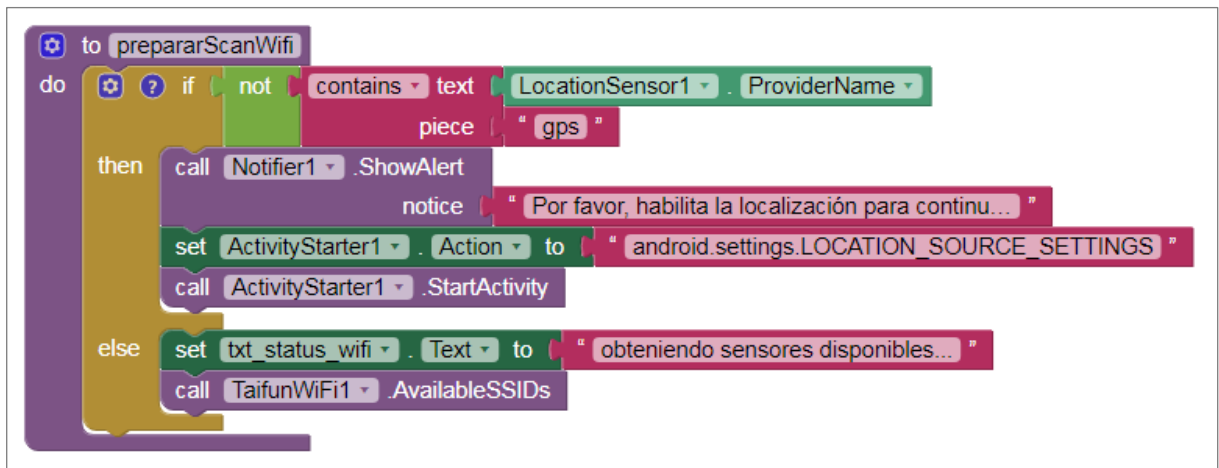 to prepararScanWifi
do if not contains text LocationSensor1 . ProviderName
piece " gps "
then call Notifier1 .ShowAlert
notice " Por favor, habilita la localización para continu... "
set ActivityStarter1 . Action to " android.settings.LOCATION_SOURCE_SETTINGS "
call ActivityStarter1 .StartActivity
else set txt_status_wifi . Text to " obteniendo sensores disponibles... "
call TaifunWiFi1 .AvailableSSIDs